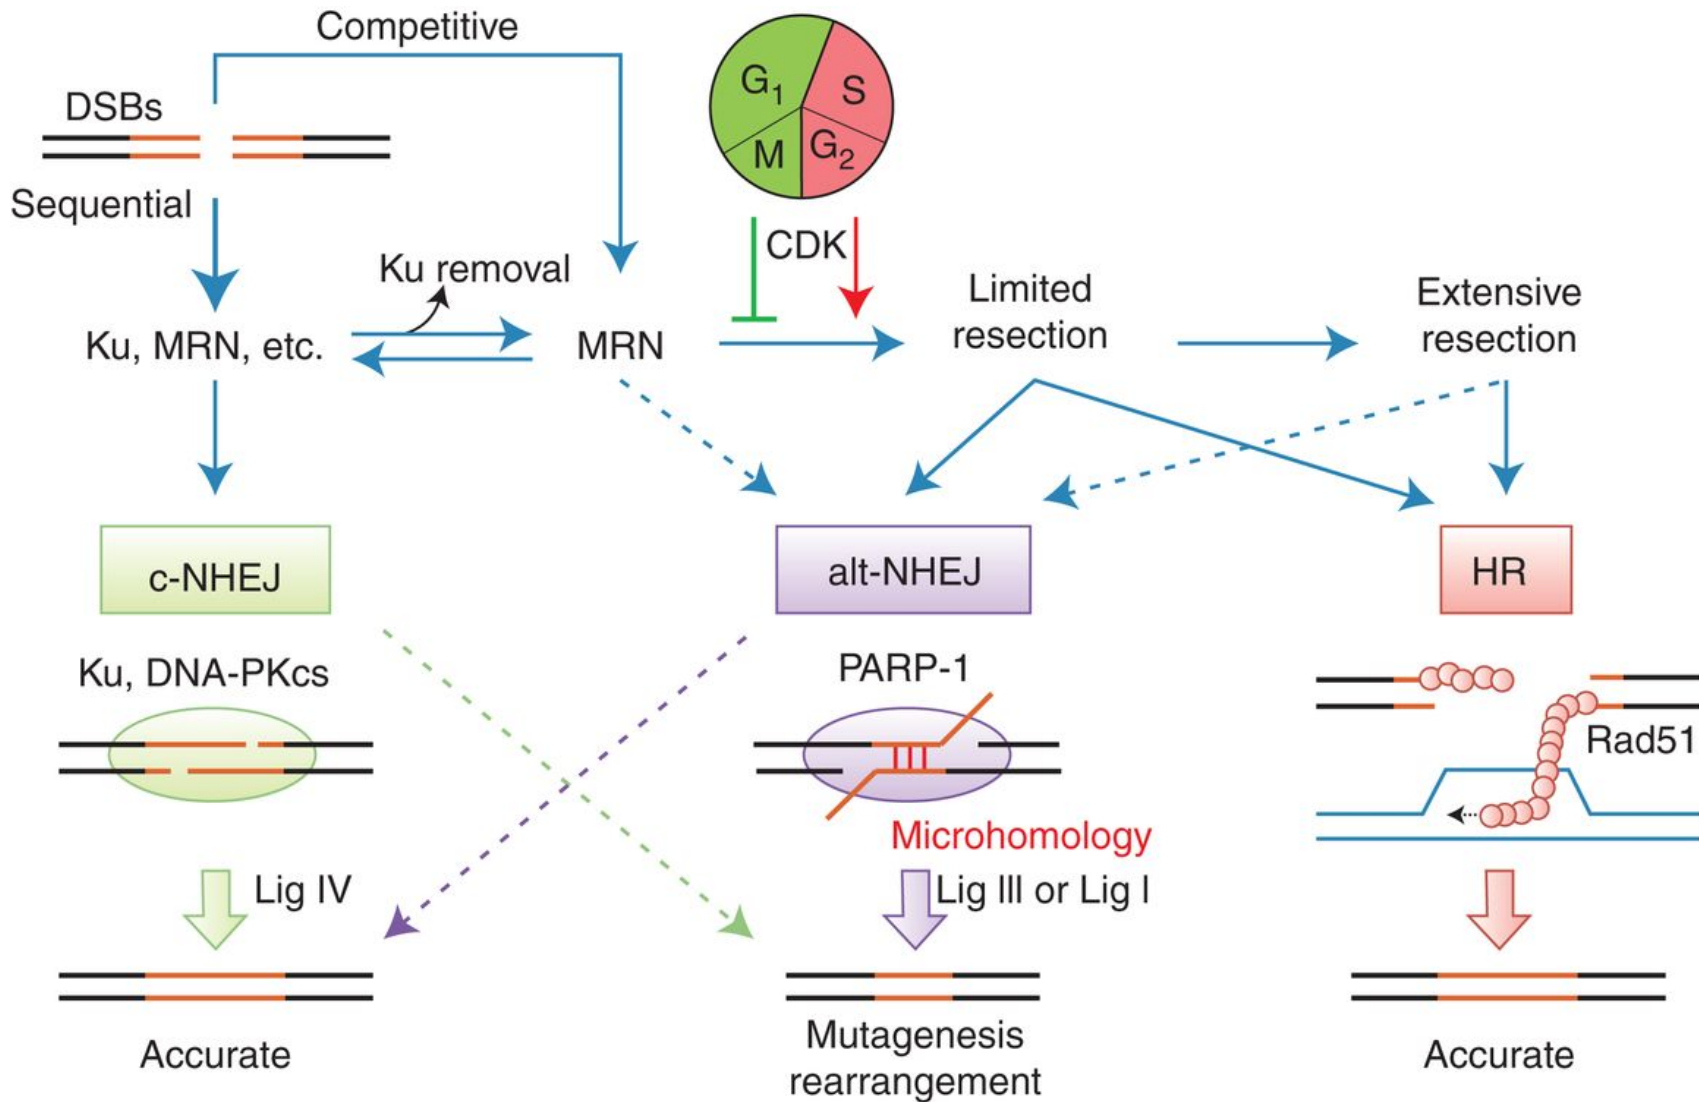 Competitive
DSBs
Sequential
G₁
S
M
G₂
CDK
Ku removal
Ku, MRN, etc.
MRN
Limited
resection
Extensive
resection
c-NHEJ
alt-NHEJ
HR
Ku, DNA-PKcs
PARP-1
Rad51
Microhomology
Lig IV
Lig III or Lig I
Accurate
Mutagenesis
rearrangement
Accurate